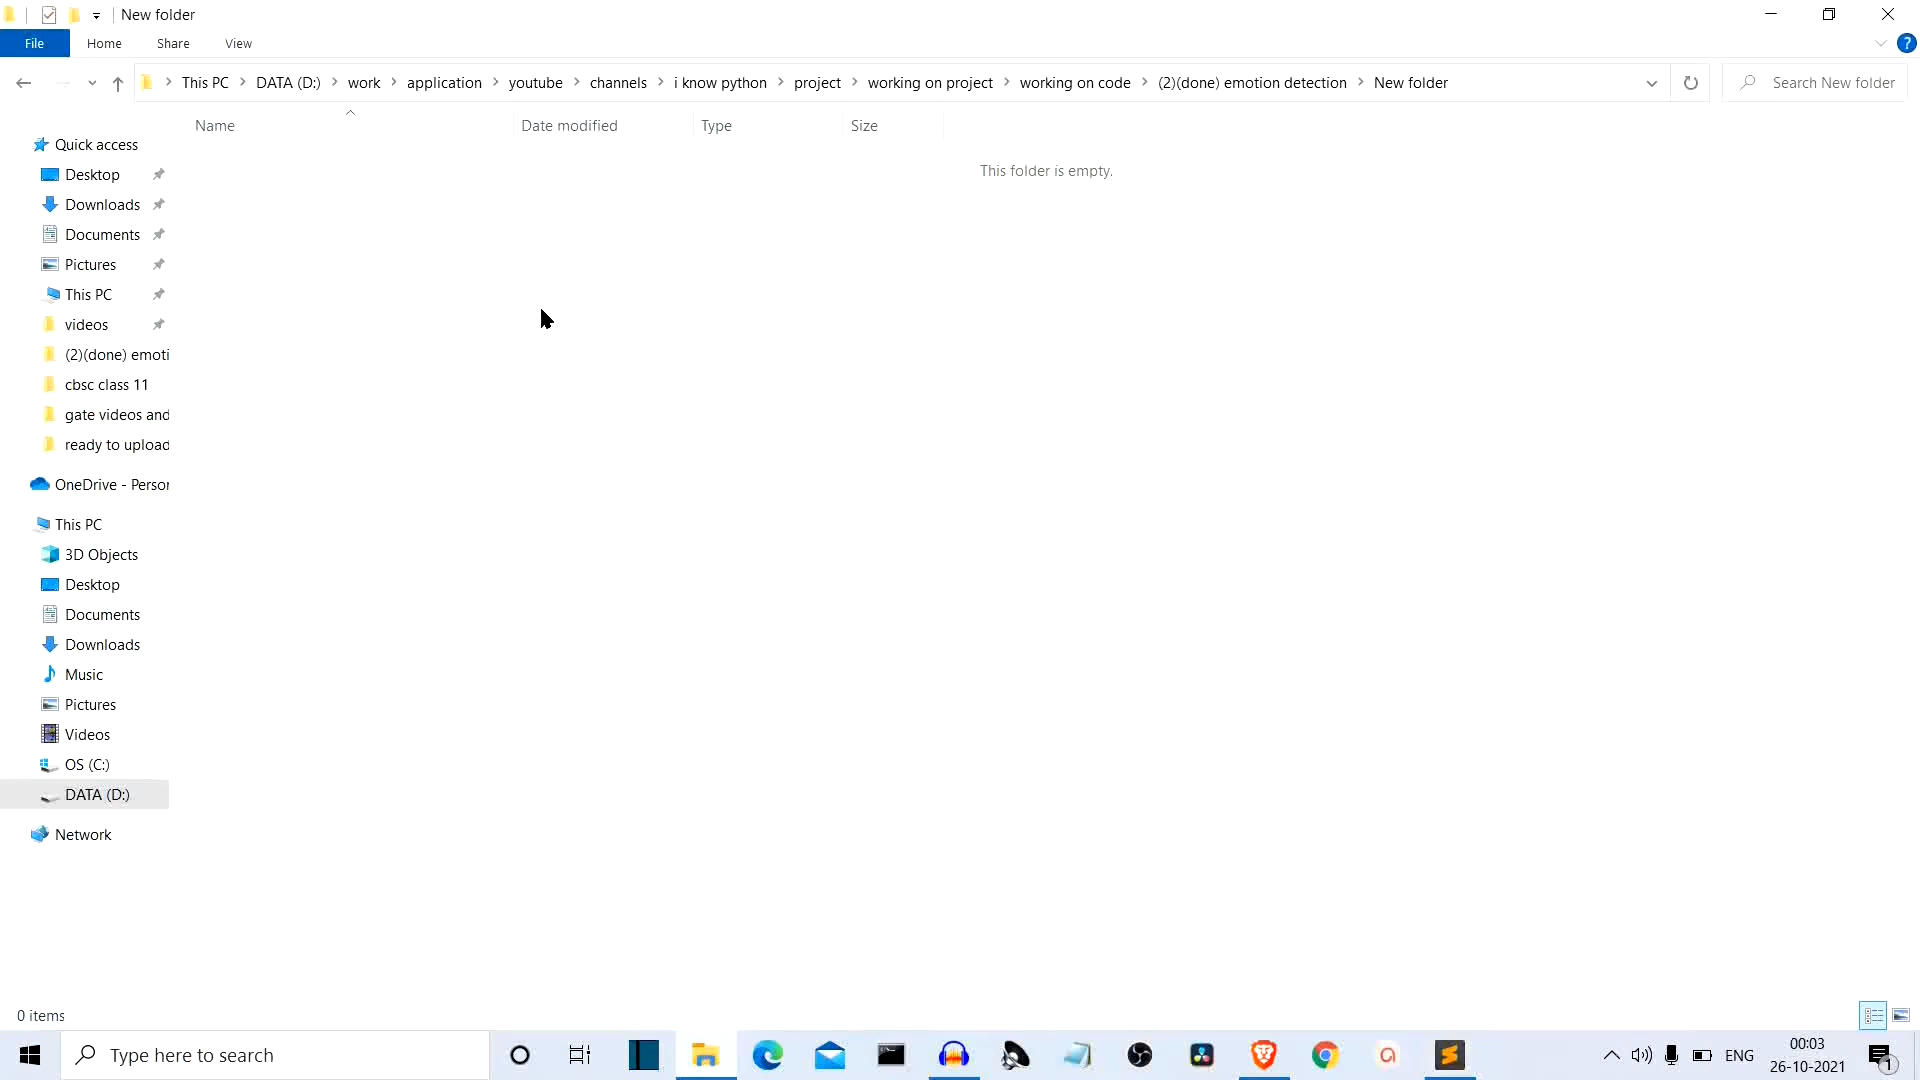 New folder
File Home Share View
This PC DATA (D:) work application youtube channels i know python project working on project working on code (2)(done) emotion detection New folder
Search New folder
Name Date modified Type Size
This folder is empty.
Quick access
Desktop
Downloads
Documents
Pictures
This PC
videos
(2)(done) emoti
cbsc class 11
gate videos and
ready to upload
OneDrive - Person
This PC
3D Objects
Desktop
Documents
Downloads
Music
Pictures
Videos
OS (C:)
DATA (D:)
Network
0 items
Type here to search
ENG
00:03
26-10-2021
1